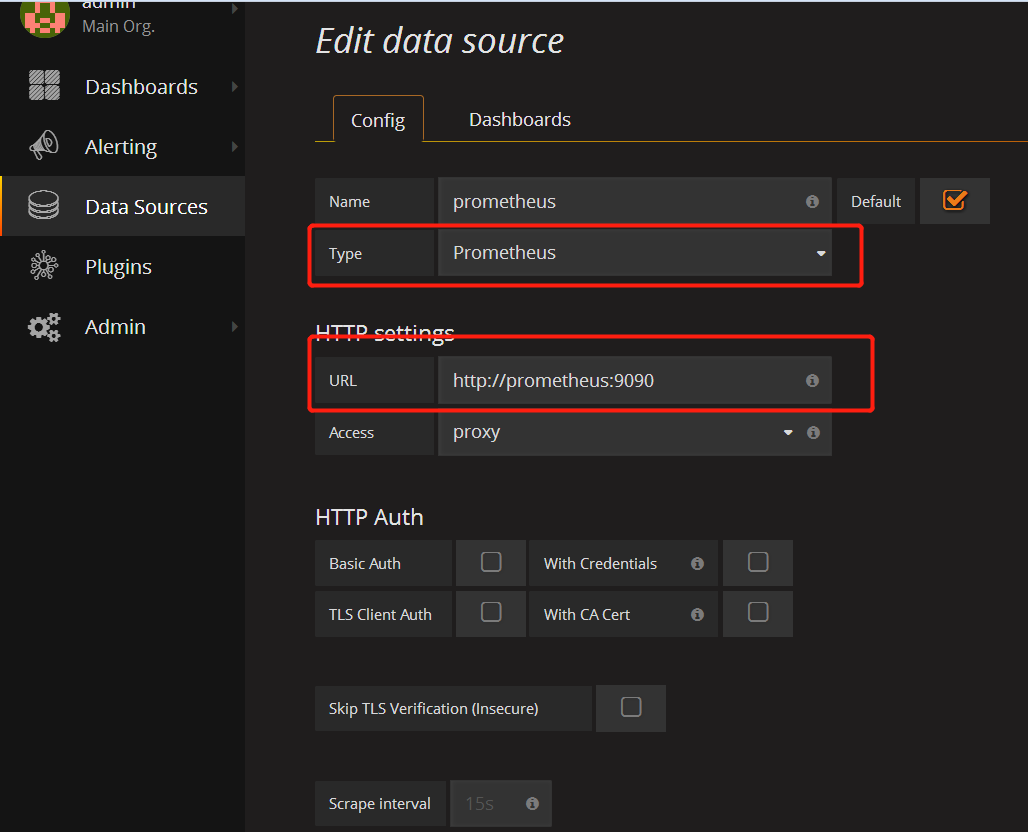 admin
Main Org.
Dashboards
Alerting
Data Sources
Plugins
Admin
Edit data source
Config Dashboards
Name prometheus Default
Type Prometheus
HTTP settings
URL http://prometheus:9090
Access proxy
HTTP Auth
Basic Auth With Credentials
TLS Client Auth With CA Cert
Skip TLS Verification (Insecure)
Scrape interval 15s